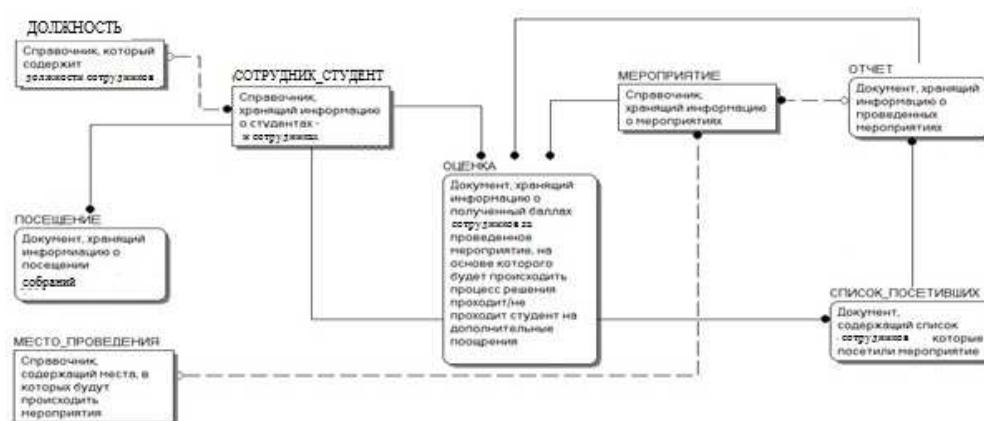 ДОЛЖНОСТЬ
Справочник, который
содержит
должности сотрудников
СОТРУДНИК_СТУДЕНТ
Справочник,
хранящий информацию
о студентах -
и сотрудниках
МЕРОПРИЯТИЕ
Справочник,
хранящий информацию
о мероприятиях
ОТЧЕТ
Документ, хранящий
информацию о
проведенных
мероприятиях
ПОСЕЩЕНИЕ
Документ, хранящий
информиацию о
посещении
собраний
ОЦЕНКА
Документ, хранящий
информацию о
полученный баллах
сотрудников за
проведенное
мероприятие, на
основе которого
будет происходить
процесс решения
проходит/не
проходит студент на
дополнительные
поощрения
СПИСОК_ПОСЕТИВШИХ
Документ,
содержащий список
сотрудников которые
посетили мероприятие
МЕСТО_ПРОВЕДЕНИЯ
Справочник,
содержащий места, в
которых будут
происходить
мероприятия